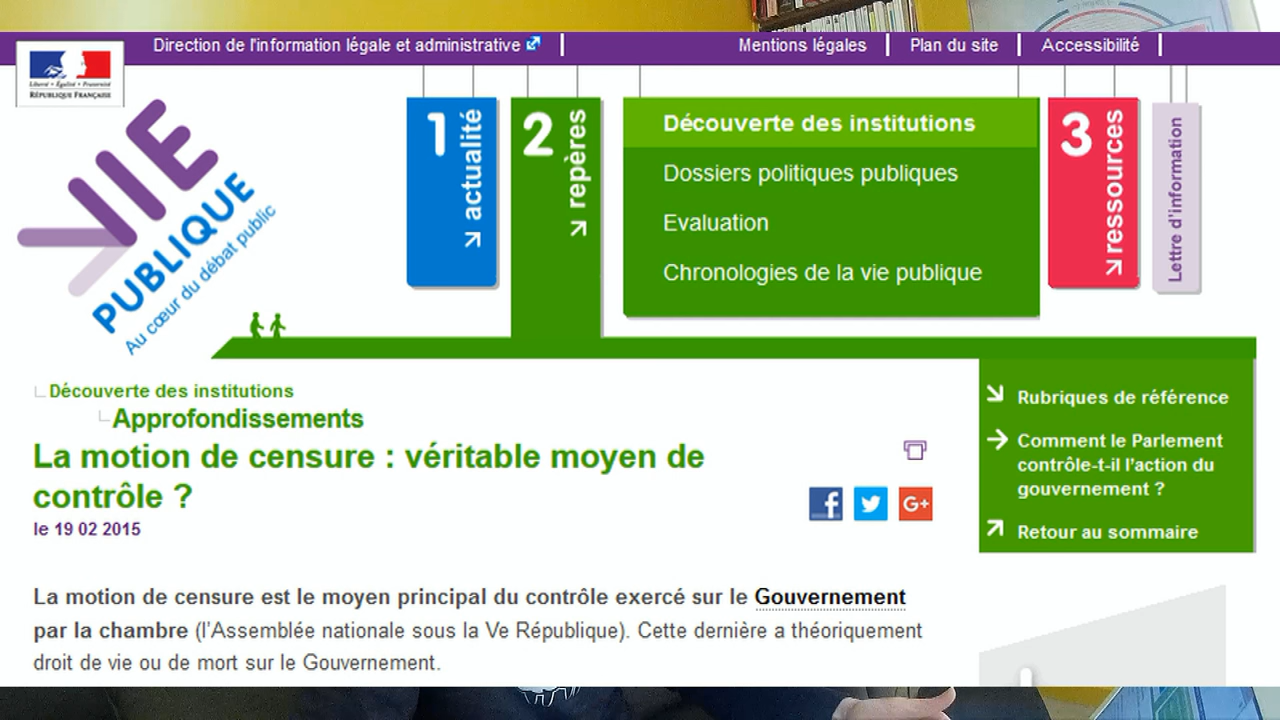 Direction de l'information légale et administrative
Mentions légales
Plan du site
Accessibilité
Liberté • Égalité • Fraternité
RÉPUBLIQUE FRANÇAISE
VIE
PUBLIQUE
Au cœur du débat public
1 actualité
2 repères
Découverte des institutions
Dossiers politiques publiques
Evaluation
Chronologies de la vie publique
3 ressources
Lettre d'information
Découverte des institutions
Approfondissements
La motion de censure : véritable moyen de
contrôle ?
le 19 02 2015
G+
Rubriques de référence
Comment le Parlement
contrôle-t-il l'action du
gouvernement ?
Retour au sommaire
La motion de censure est le moyen principal du contrôle exercé sur le Gouvernement
par la chambre (l'Assemblée nationale sous la Ve République). Cette dernière a théoriquement
droit de vie ou de mort sur le Gouvernement.